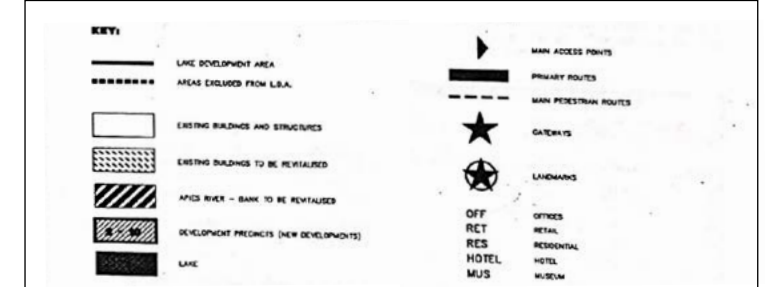 KEY:
LAKE DEVELOPMENT AREA
AREAS EXCLUDED FROM L.D.A.
EXISTING BUILDINGS AND STRUCTURES
EXISTING BUILDINGS TO BE REVITALISED
APIES RIVER - BANK TO BE REVITALISED
DEVELOPMENT PRECINCTS (NEW DEVELOPMENTS)
LAKE
MAIN ACCESS POINTS
PRIMARY ROUTES
MAIN PEDESTRIAN ROUTES
GATEWAYS
LANDMARKS
OFF OFFICES
RET RETAIL
RES RESIDENTIAL
HOTEL HOTEL
MUS MUSEUM